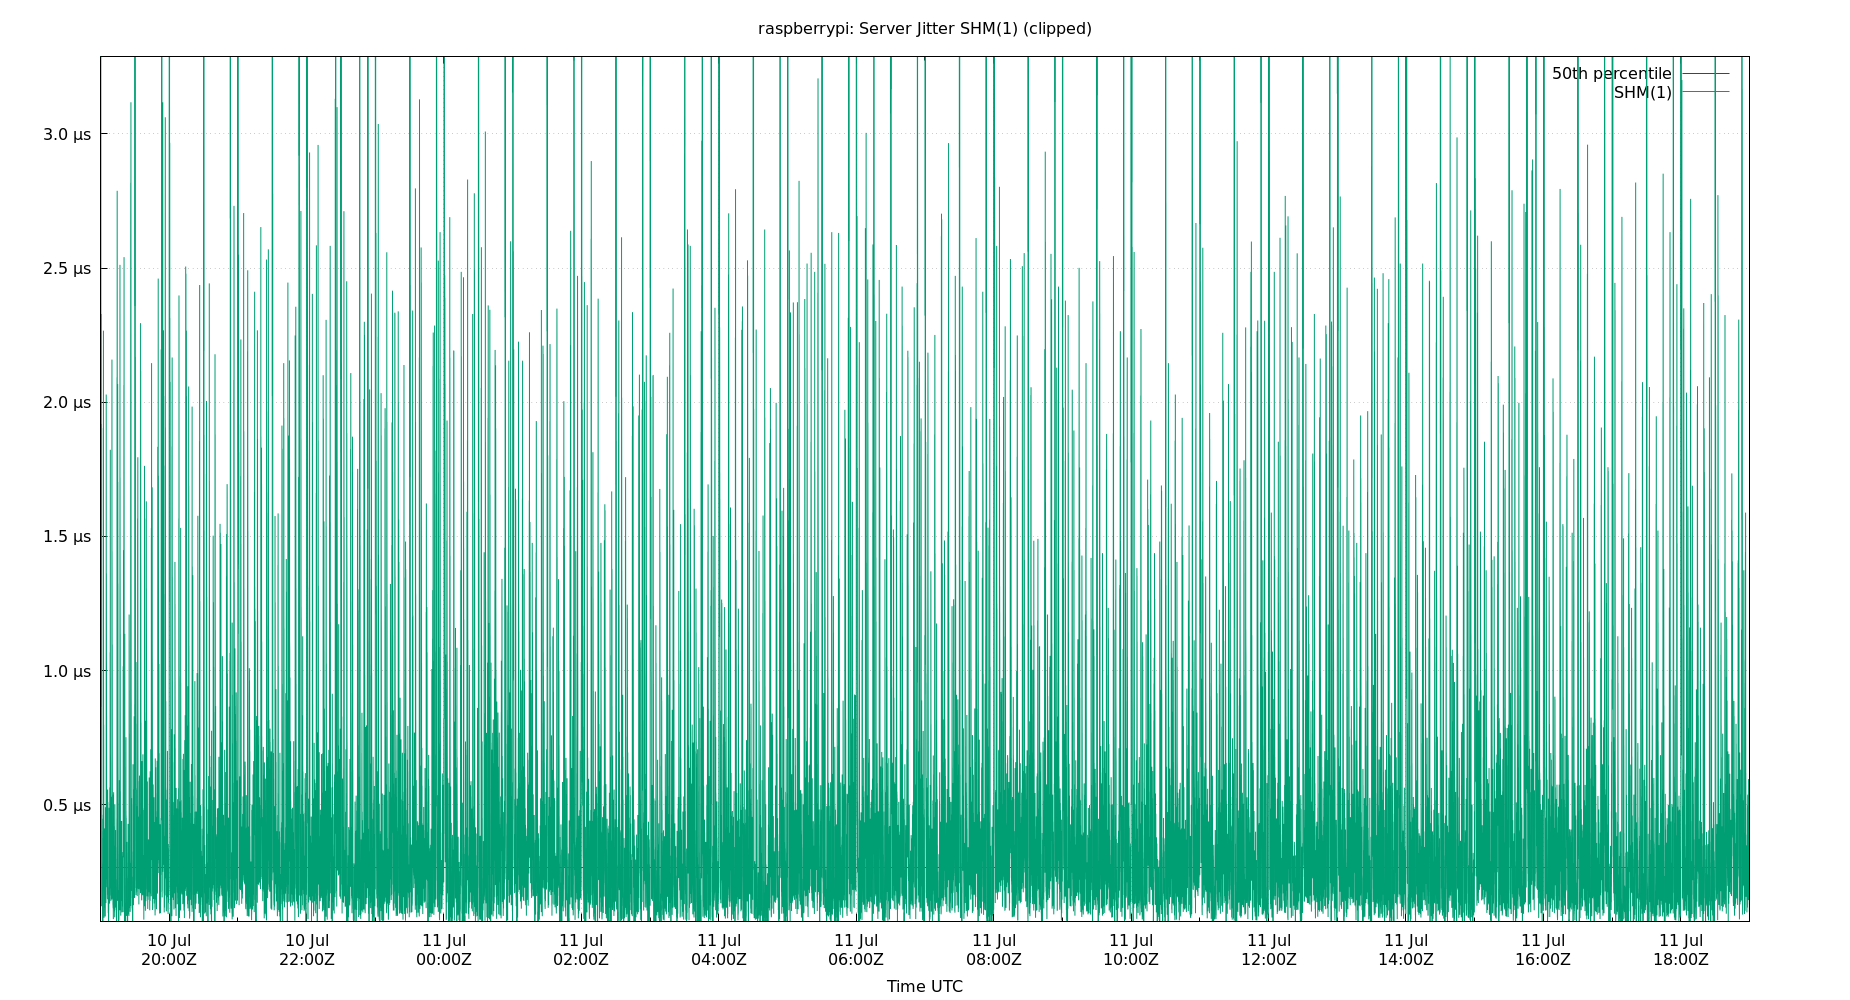 raspberrypi: Server Jitter SHM(1) (clipped)
50th percentile
SHM(1)
3.0 µs
2.5 µs
2.0 µs
1.5 µs
1.0 µs
0.5 µs
10 Jul 10 Jul 11 Jul 11 Jul 11 Jul 11 Jul 11 Jul 11 Jul 11 Jul 11 Jul 11 Jul 11 Jul
20:00Z 22:00Z 00:00Z 02:00Z 04:00Z 06:00Z 08:00Z 10:00Z 12:00Z 14:00Z 16:00Z 18:00Z
Time UTC